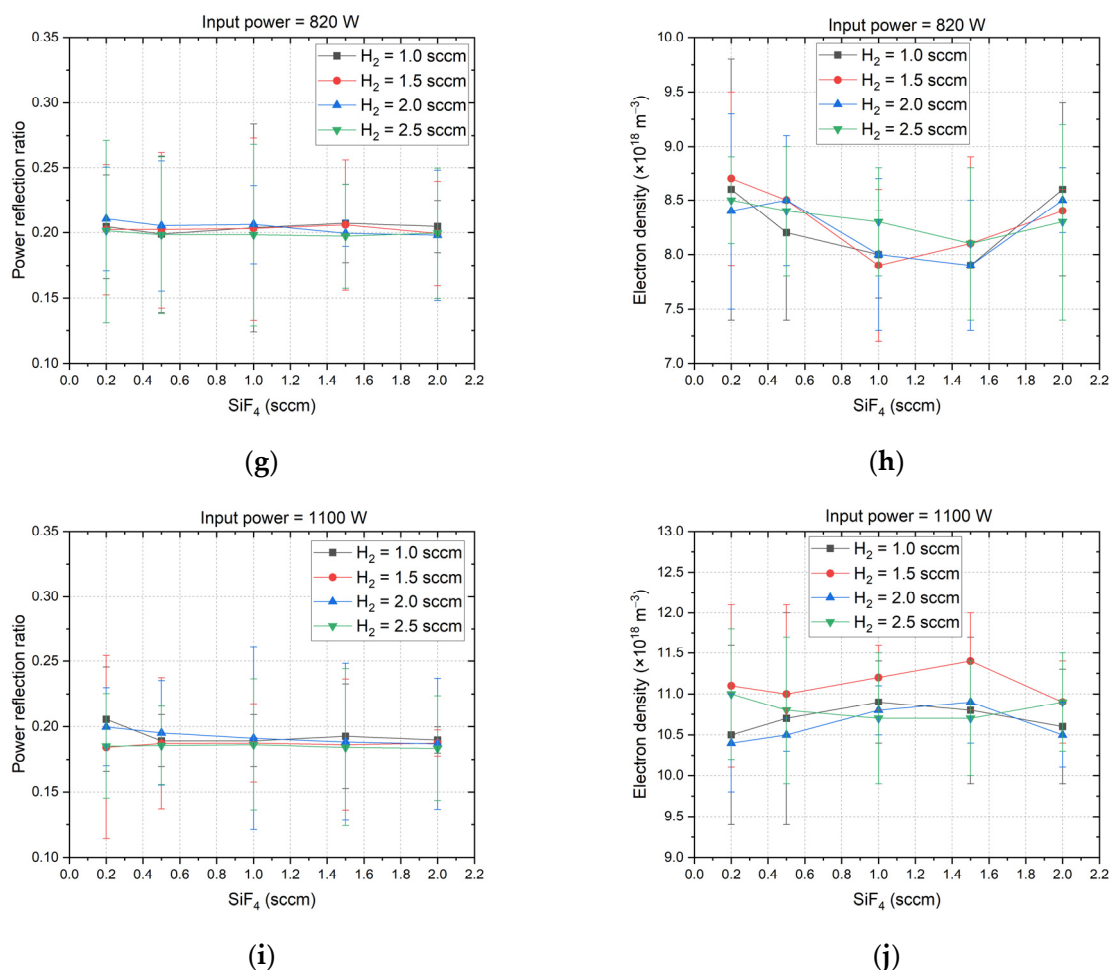 Input power = 820 W
0.35
0.30
0.25
0.20
0.15
0.10
Power reflection ratio
H₂ = 1.0 sccm
H₂ = 1.5 sccm
H₂ = 2.0 sccm
H₂ = 2.5 sccm
0.0 0.2 0.4 0.6 0.8 1.0 1.2 1.4 1.6 1.8 2.0 2.2
SiF₄ (sccm)
(g)
Input power = 820 W
10.0
9.5
9.0
8.5
8.0
7.5
7.0
Electron density (×10¹⁸ m⁻³)
H₂ = 1.0 sccm
H₂ = 1.5 sccm
H₂ = 2.0 sccm
H₂ = 2.5 sccm
0.0 0.2 0.4 0.6 0.8 1.0 1.2 1.4 1.6 1.8 2.0 2.2
SiF₄ (sccm)
(h)
Input power = 1100 W
0.35
0.30
0.25
0.20
0.15
0.10
Power reflection ratio
H₂ = 1.0 sccm
H₂ = 1.5 sccm
H₂ = 2.0 sccm
H₂ = 2.5 sccm
0.0 0.2 0.4 0.6 0.8 1.0 1.2 1.4 1.6 1.8 2.0 2.2
SiF₄ (sccm)
(i)
Input power = 1100 W
13.0
12.5
12.0
11.5
11.0
10.5
10.0
9.5
9.0
Electron density (×10¹⁸ m⁻³)
H₂ = 1.0 sccm
H₂ = 1.5 sccm
H₂ = 2.0 sccm
H₂ = 2.5 sccm
0.0 0.2 0.4 0.6 0.8 1.0 1.2 1.4 1.6 1.8 2.0 2.2
SiF₄ (sccm)
(j)